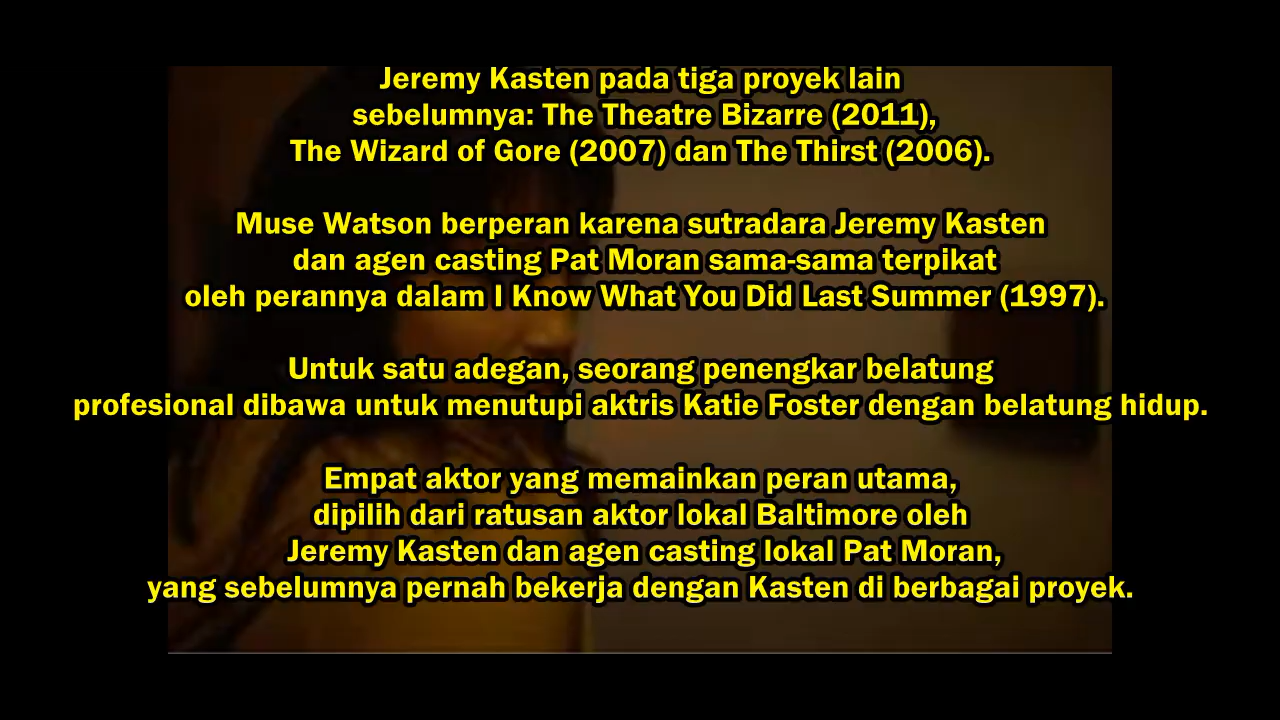 Jeremy Kasten pada tiga proyek lain
sebelumnya: The Theatre Bizarre (2011),
The Wizard of Gore (2007) dan The Thirst (2006).
Muse Watson berperan karena sutradara Jeremy Kasten
dan agen casting Pat Moran sama-sama terpikat
oleh perannya dalam I Know What You Did Last Summer (1997).
Untuk satu adegan, seorang penengkar belatung
profesional dibawa untuk menutupi aktris Katie Foster dengan belatung hidup.
Empat aktor yang memainkan peran utama,
dipilih dari ratusan aktor lokal Baltimore oleh
Jeremy Kasten dan agen casting lokal Pat Moran,
yang sebelumnya pernah bekerja dengan Kasten di berbagai proyek.